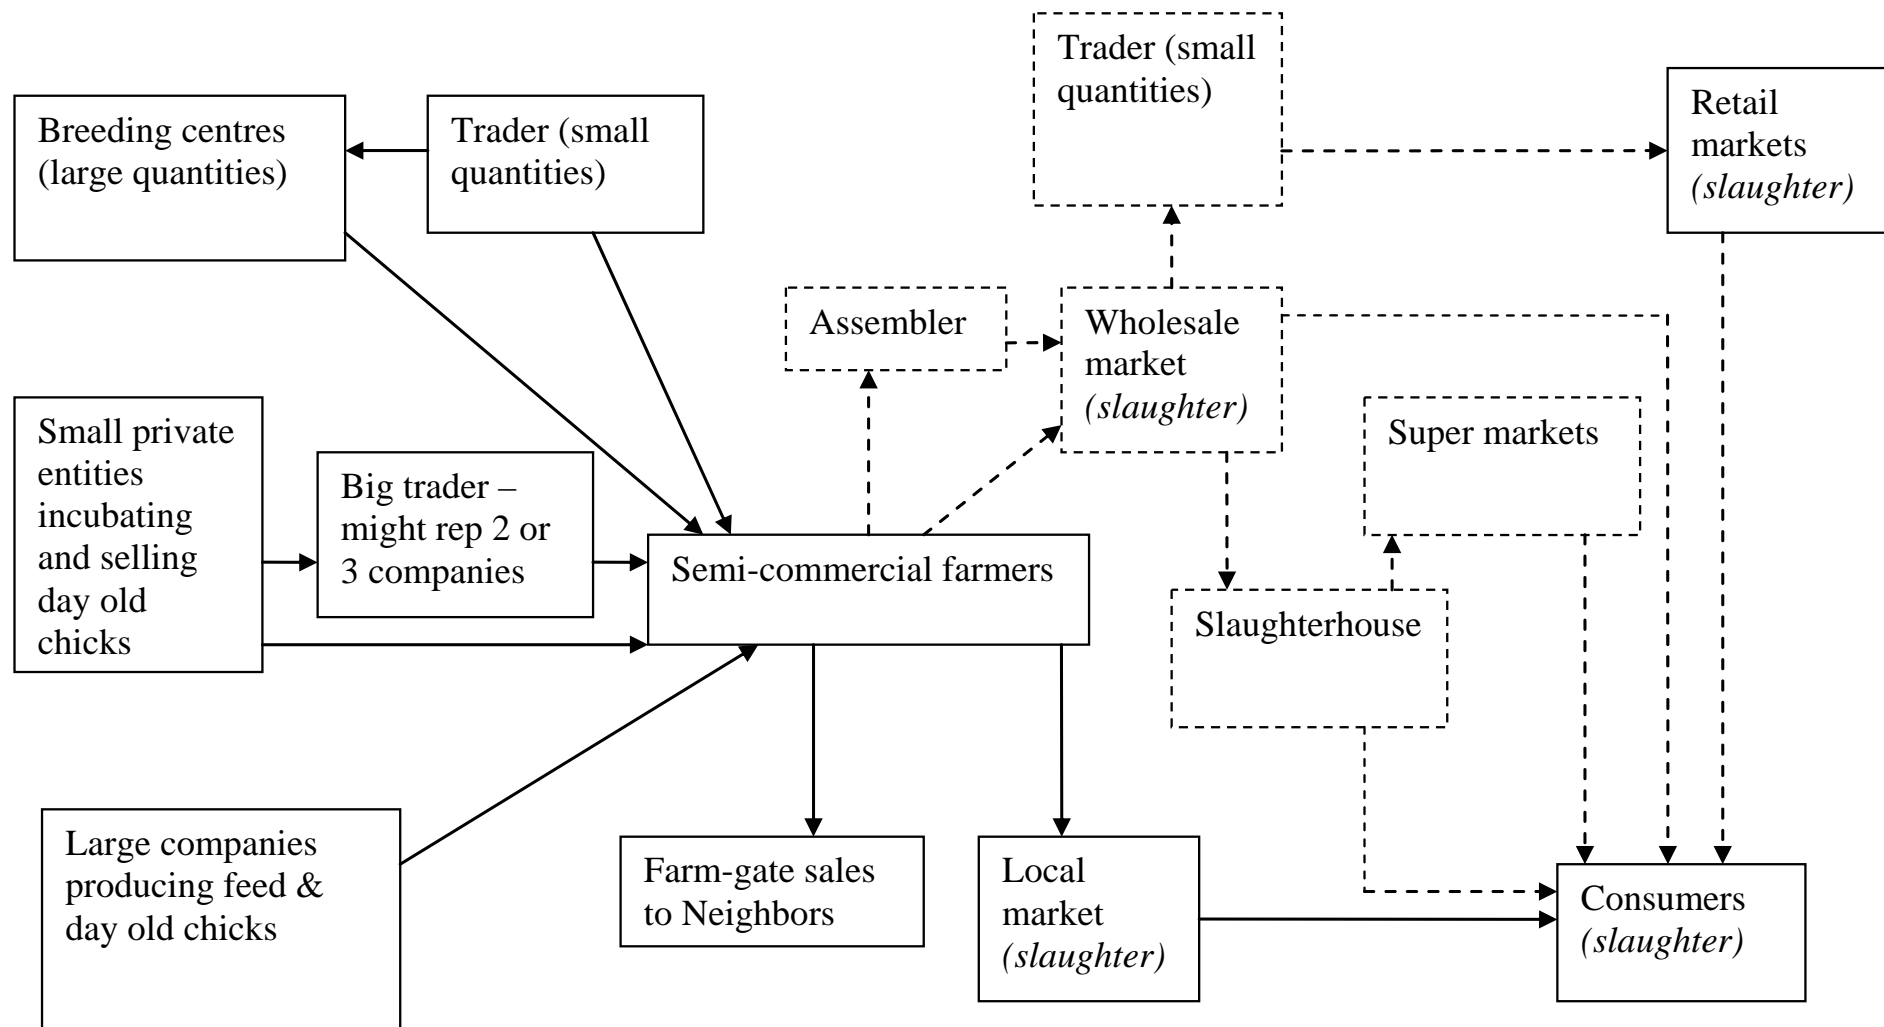 Trader (small
quantities)
Retail
markets
(slaughter)
Breeding centres
(large quantities)
Trader (small
quantities)
Assembler
Wholesale
market
(slaughter)
Super markets
Small private
entities
incubating
and selling
day old
chicks
Big trader –
might rep 2 or
3 companies
Semi-commercial farmers
Slaughterhouse
Large companies
producing feed &
day old chicks
Farm-gate sales
to Neighbors
Local
market
(slaughter)
Consumers
(slaughter)